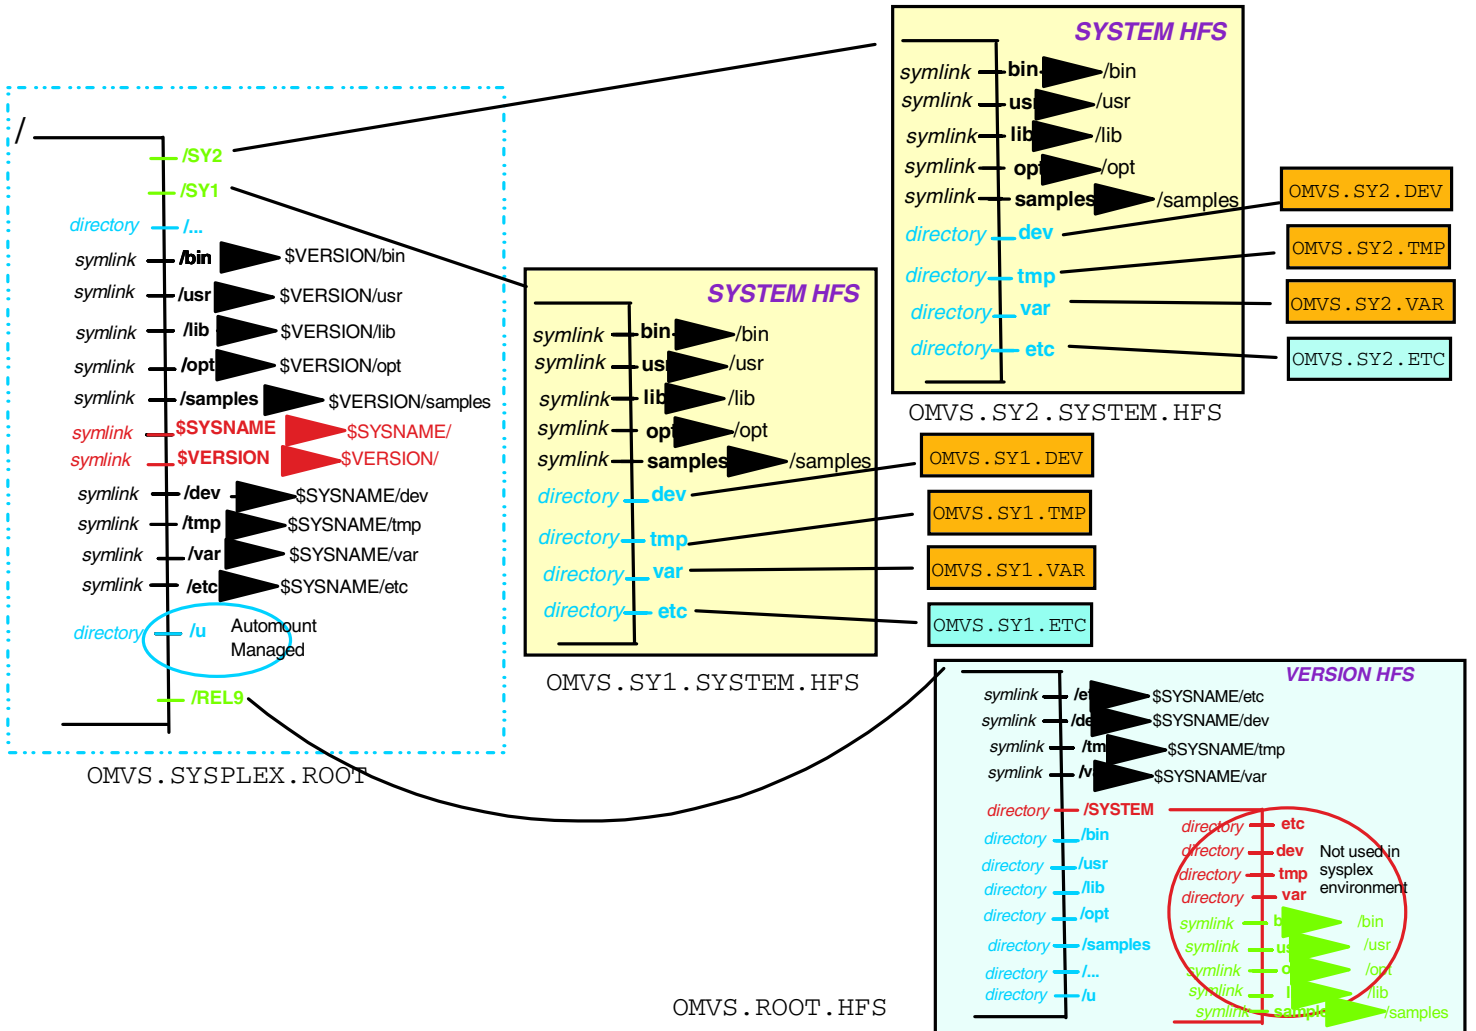 /
/SY2
/SY1
directory /...
symlink /bin $VERSION/bin
symlink /usr $VERSION/usr
symlink /lib $VERSION/lib
symlink /opt $VERSION/opt
symlink /samples $VERSION/samples
symlink $SYSNAME $SYSNAME/
symlink $VERSION $VERSION/
symlink /dev $SYSNAME/dev
symlink /tmp $SYSNAME/tmp
symlink /var $SYSNAME/var
symlink /etc $SYSNAME/etc
directory /u Automount
Managed
/REL9
OMVS.SYSPLEX.ROOT
SYSTEM HFS
symlink bin /bin
symlink us /usr
symlink lib /lib
symlink opt /opt
symlink samples /samples
directory dev
directory tmp
directory var
directory etc
OMVS.SY1.SYSTEM.HFS
OMVS.SY1.DEV
OMVS.SY1.TMP
OMVS.SY1.VAR
OMVS.SY1.ETC
SYSTEM HFS
symlink bin /bin
symlink us /usr
symlink lib /lib
symlink opt /opt
symlink samples /samples
directory dev
directory tmp
directory var
directory etc
OMVS.SY2.SYSTEM.HFS
OMVS.SY2.DEV
OMVS.SY2.TMP
OMVS.SY2.VAR
OMVS.SY2.ETC
VERSION HFS
symlink /et $SYSNAME/etc
symlink /de $SYSNAME/dev
symlink /tm $SYSNAME/tmp
symlink /v $SYSNAME/var
directory /SYSTEM
directory /bin
directory /usr
directory /lib
directory /opt
directory /samples
directory /...
directory /u
directory etc
directory dev
directory tmp
directory var
Not used in
sysplex
environment
symlink b /bin
symlink us /usr
symlink o /opt
symlink l /lib
symlink sample /samples
OMVS.ROOT.HFS